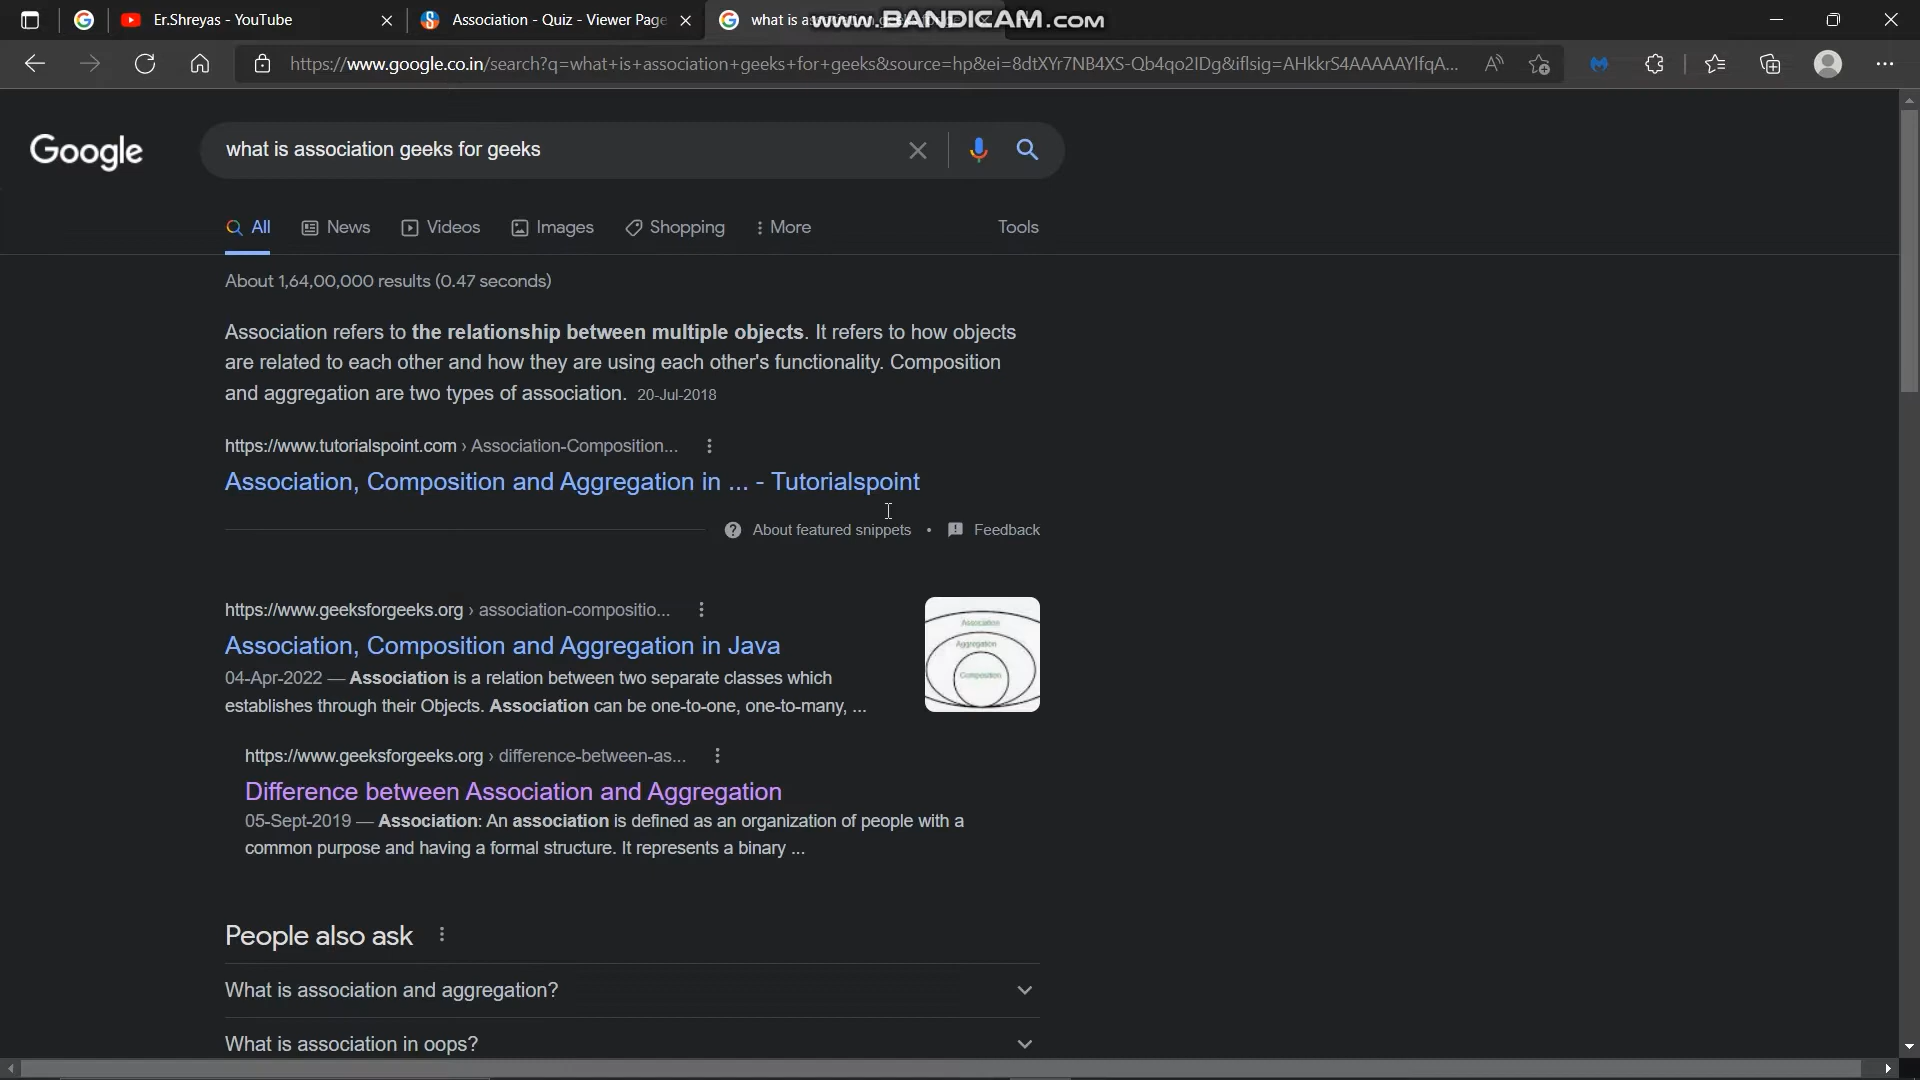 Er.Shreyas - YouTube
Association - Quiz - Viewer Page
what is as
www.BANDICAM.com
https://www.google.co.in/search?q=what+is+association+geeks+for+geeks&source=hp&ei=8dtXYr7NB4XS-Qb4qo2IDg&iflsig=AHkkrS4AAAAAYlfqA...
Google
what is association geeks for geeks
All
News
Videos
Images
Shopping
More
Tools
About 1,64,00,000 results (0.47 seconds)
Association refers to the relationship between multiple objects. It refers to how objects
are related to each other and how they are using each other's functionality. Composition
and aggregation are two types of association. 20-Jul-2018
https://www.tutorialspoint.com › Association-Composition...
Association, Composition and Aggregation in ... - Tutorialspoint
About featured snippets • Feedback
https://www.geeksforgeeks.org › association-compositio...
Association, Composition and Aggregation in Java
04-Apr-2022 — Association is a relation between two separate classes which
establishes through their Objects. Association can be one-to-one, one-to-many, ...
Association
Aggregation
Composition
https://www.geeksforgeeks.org › difference-between-as...
Difference between Association and Aggregation
05-Sept-2019 — Association: An association is defined as an organization of people with a
common purpose and having a formal structure. It represents a binary ...
People also ask
What is association and aggregation?
What is association in oops?